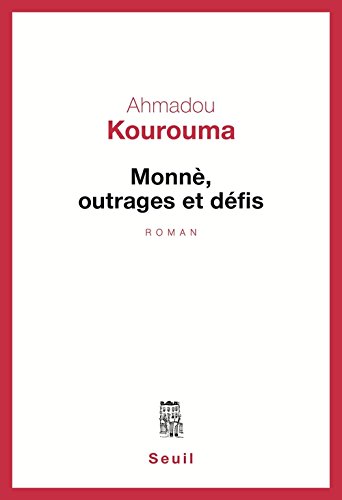 Ahmadou
Kourouma
Monnè,
outrages et défis
ROMAN
Seuil